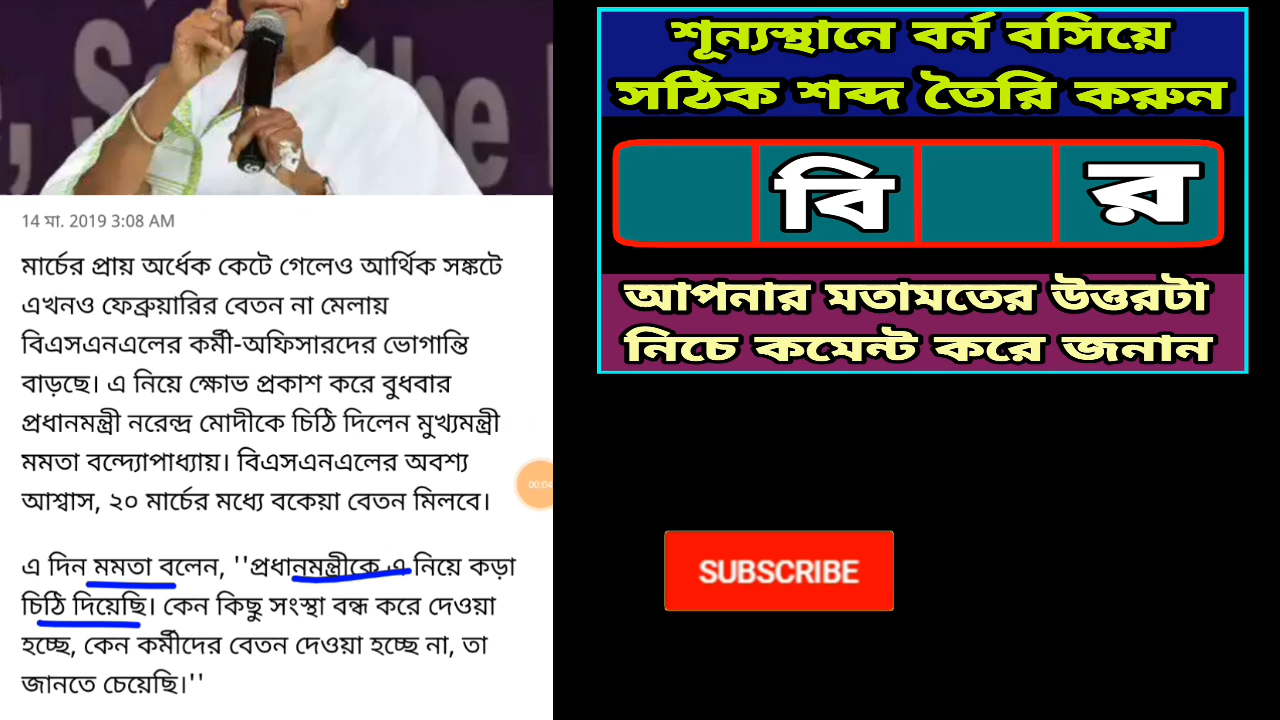 14 মা. 2019 3:08 AM
মার্চের প্রায় অর্ধেক কেটে গেলেও আর্থিক সঙ্কটে
এখনও ফেব্রুয়ারির বেতন না মেলায়
বিএসএনএলের কর্মী-অফিসারদের ভোগান্তি
বাড়ছে। এ নিয়ে ক্ষোভ প্রকাশ করে বুধবার
প্রধানমন্ত্রী নরেন্দ্র মোদীকে চিঠি দিলেন মুখ্যমন্ত্রী
মমতা বন্দ্যোপাধ্যায়। বিএসএনএলের অবশ্য
আশ্বাস, ২০ মার্চের মধ্যে বকেয়া বেতন মিলবে।
এ দিন মমতা বলেন, ''প্রধানমন্ত্রীকে এ নিয়ে কড়া
চিঠি দিয়েছি। কেন কিছু সংস্থা বন্ধ করে দেওয়া
হচ্ছে, কেন কর্মীদের বেতন দেওয়া হচ্ছে না, তা
জানতে চেয়েছি।''
00:04
শূন্যস্থানে বর্ন বসিয়ে
সঠিক শব্দ তৈরি করুন
বি র
আপনার মতামতের উত্তরটা
নিচে কমেন্ট করে জনান
SUBSCRIBE